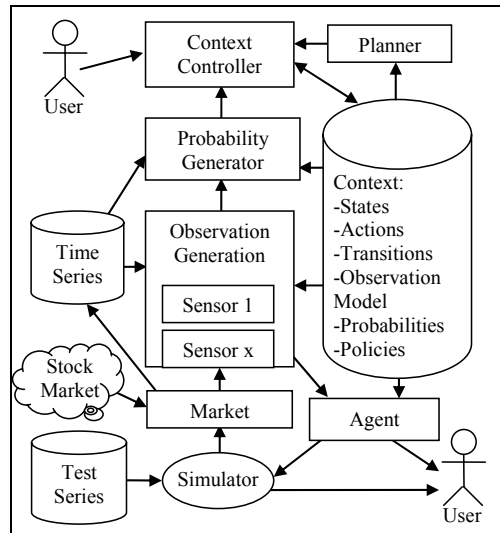 Context
Controller
Planner
User
Probability
Generator
Context:
-States
-Actions
-Transitions
-Observation
Model
-Probabilities
-Policies
Time
Series
Observation
Generation
Sensor 1
Sensor x
Stock
Market
Market
Agent
Test
Series
Simulator
User